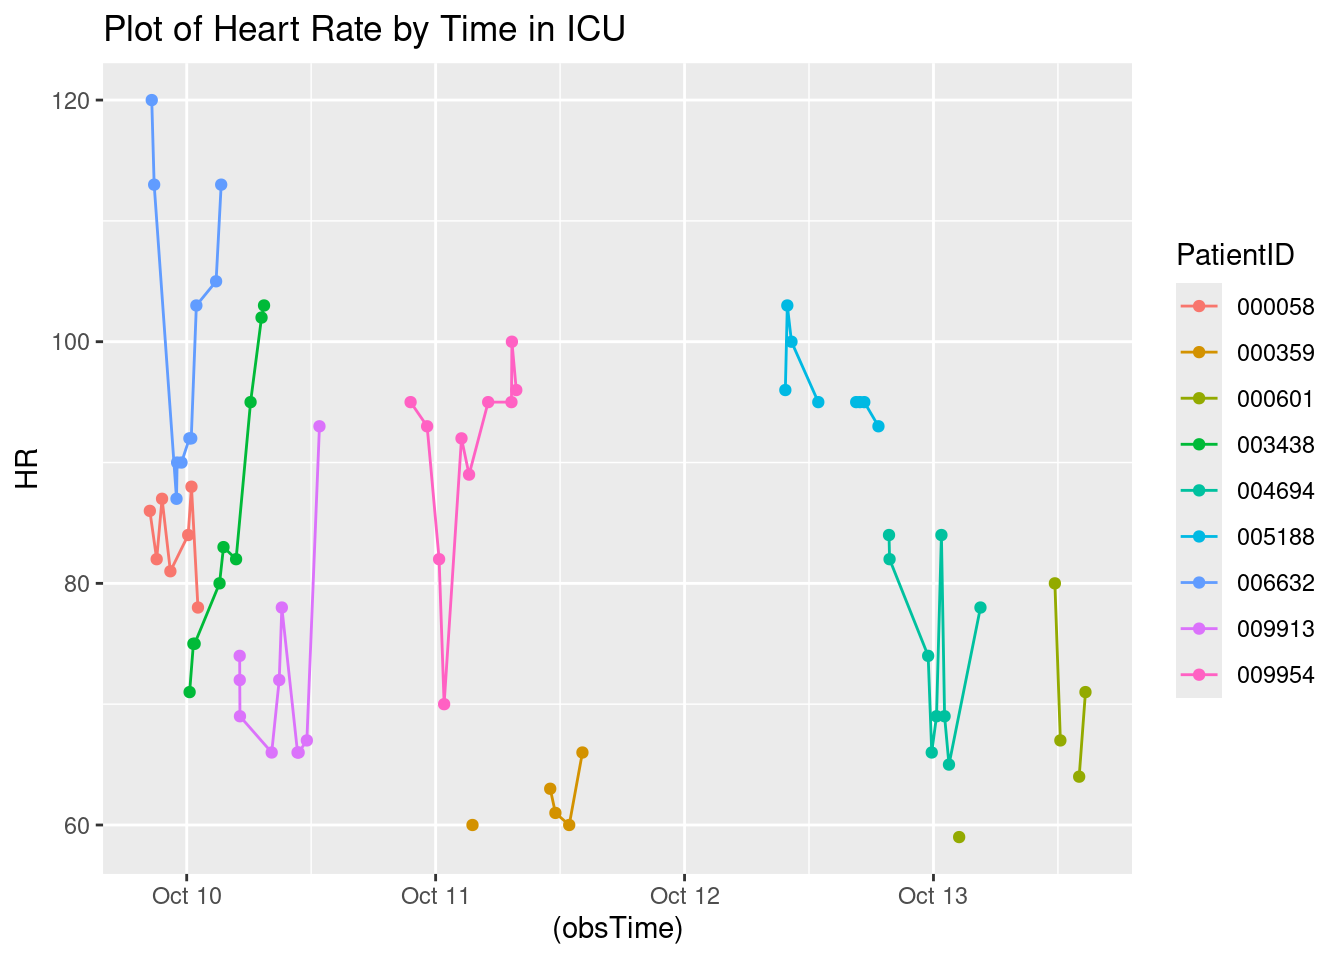 Plot of Heart Rate by Time in ICU
HR
120
100
80
60
Oct 10
Oct 11
Oct 12
Oct 13
(obsTime)
PatientID
000058
000359
000601
003438
004694
005188
006632
009913
009954